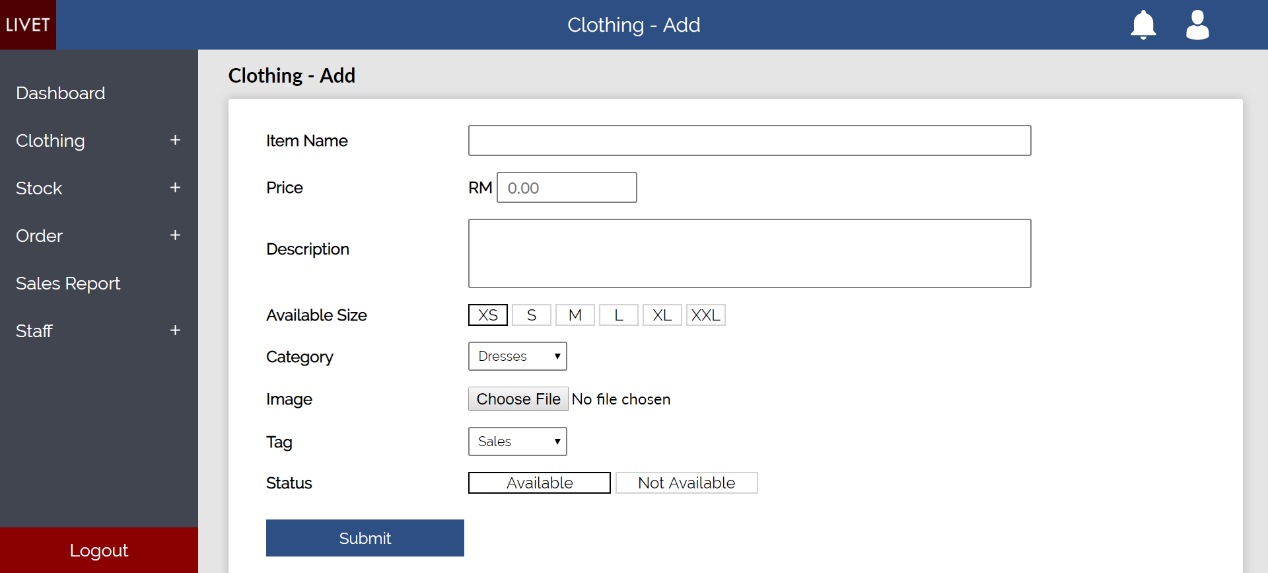 LIVET
Clothing - Add
Dashboard
Clothing +
Stock +
Order +
Sales Report
Staff +
Logout
Clothing - Add
Item Name
Price RM 0.00
Description
Available Size XS S M L XL XXL
Category Dresses
Image Choose File No file chosen
Tag Sales
Status Available Not Available
Submit